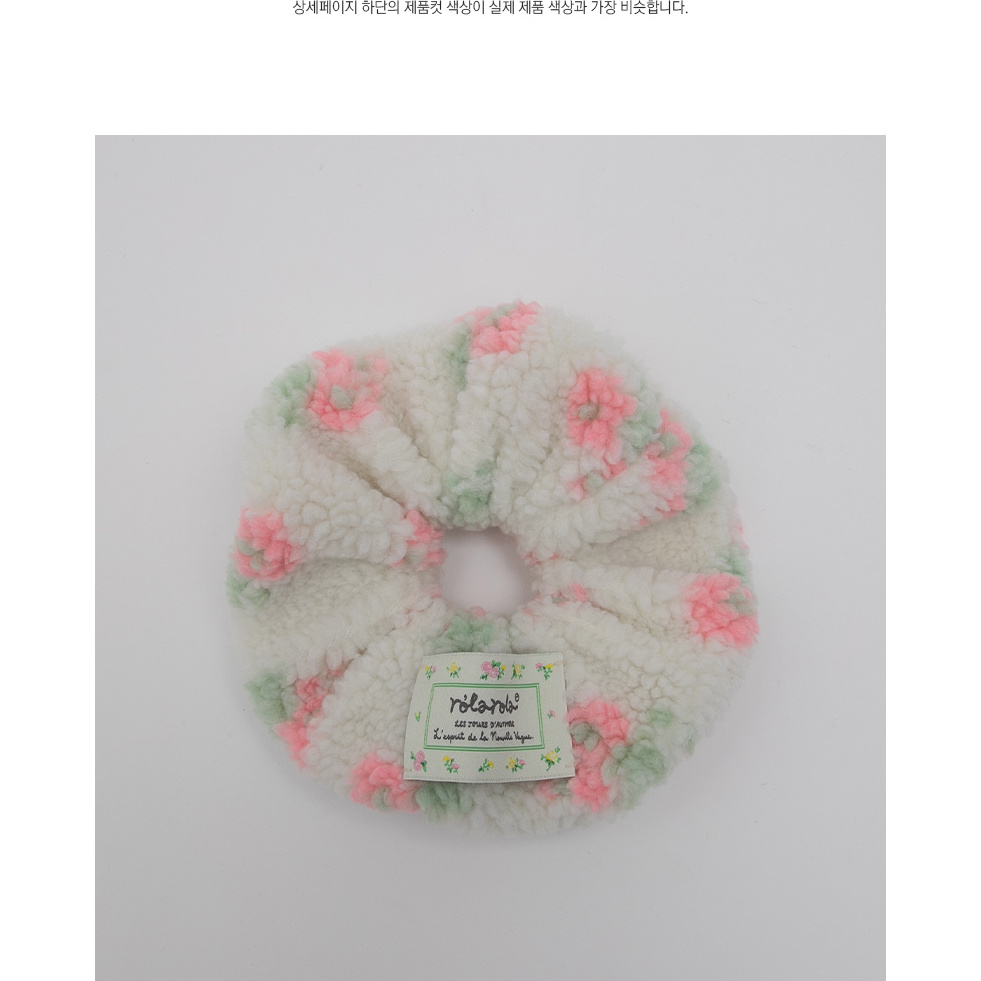 상세페이지 하단의 제품컷 색상이 실제 제품 색상과 가장 비슷합니다.
rólarola®
LES JOURS D'AUTRE
L'esprit de la Nouvelle Vague.